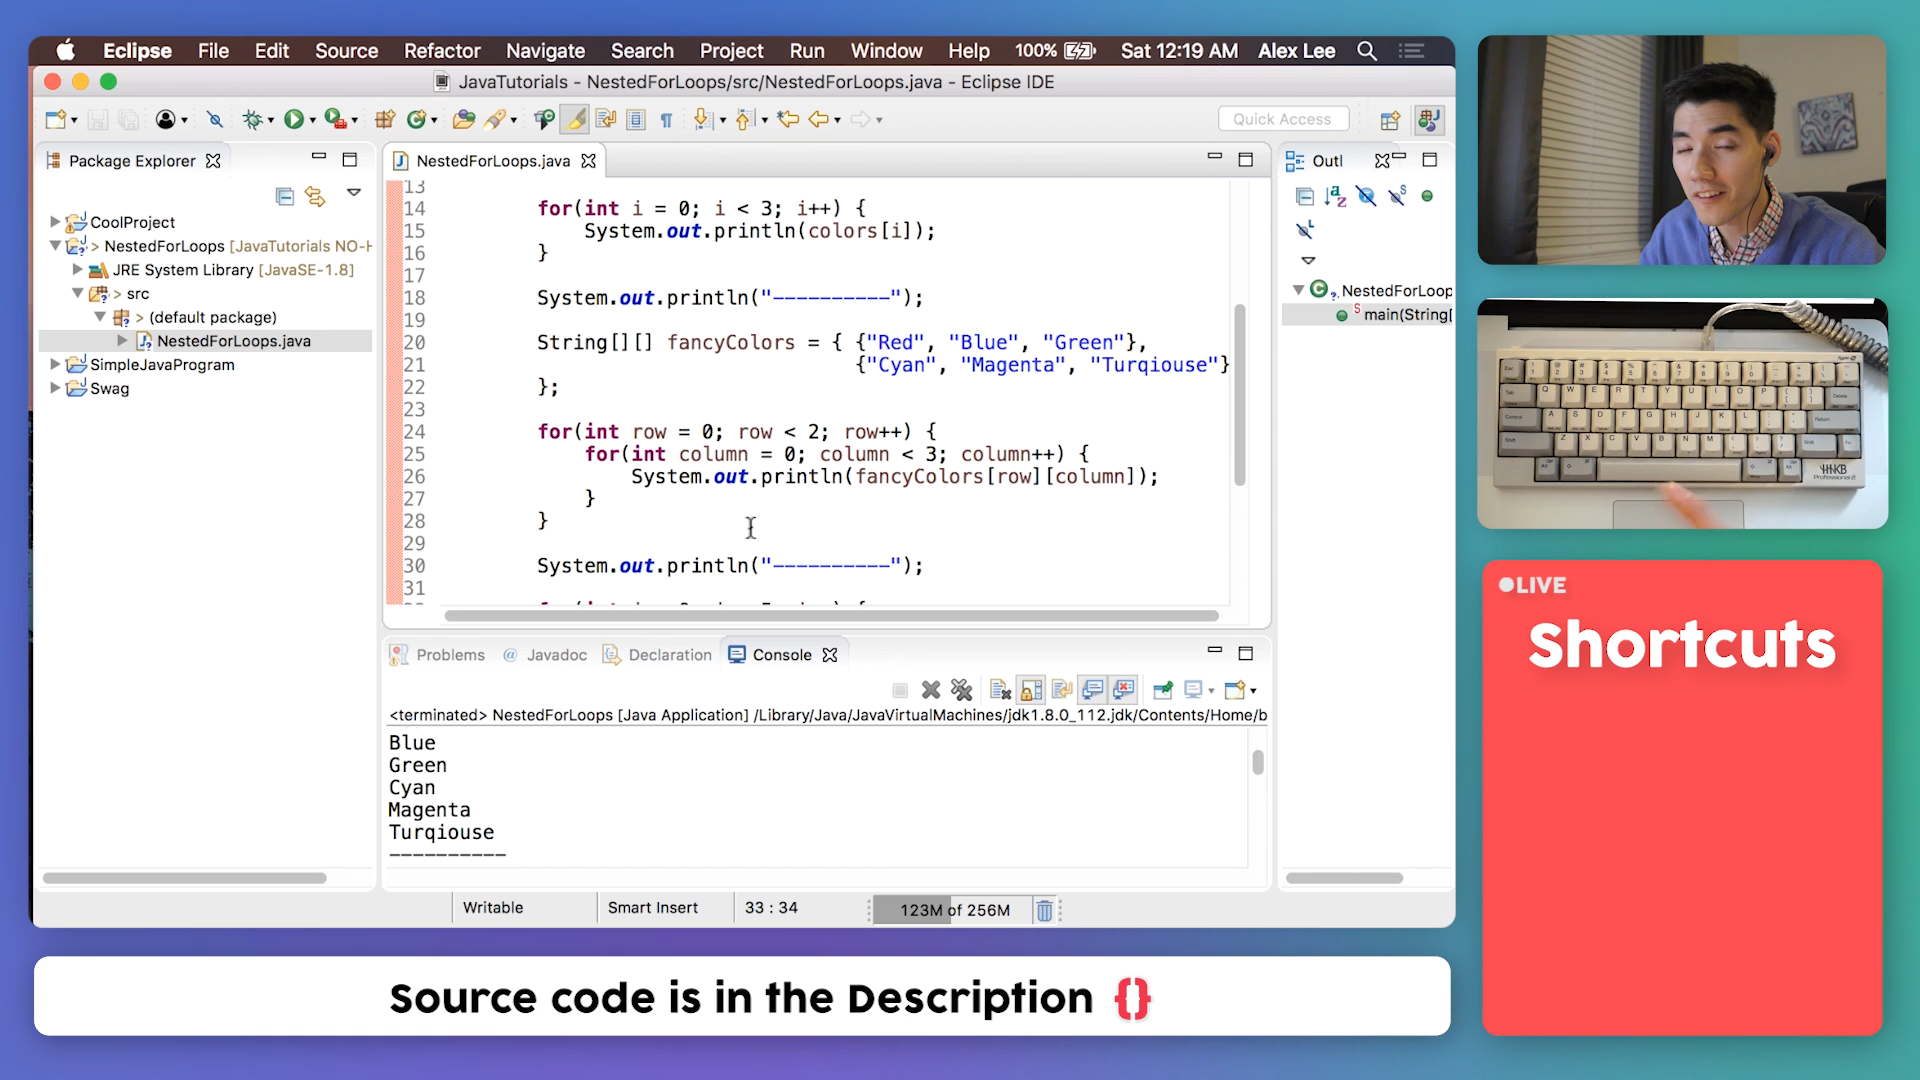 Eclipse File Edit Source Refactor Navigate Search Project Run Window Help 100% Sat 12:19 AM Alex Lee
JavaTutorials - NestedForLoops/src/NestedForLoops.java - Eclipse IDE
Quick Access
Package Explorer
CoolProject
> NestedForLoops [JavaTutorials NO-H
JRE System Library [JavaSE-1.8]
> src
> (default package)
NestedForLoops.java
SimpleJavaProgram
Swag
NestedForLoops.java
13
14 for(int i = 0; i < 3; i++) {
15 System.out.println(colors[i]);
16 }
17
18 System.out.println("----------");
19
20 String[][] fancyColors = { {"Red", "Blue", "Green"},
21 {"Cyan", "Magenta", "Turqiouse"}
22 };
23
24 for(int row = 0; row < 2; row++) {
25 for(int column = 0; column < 3; column++) {
26 System.out.println(fancyColors[row][column]);
27 }
28 }
29
30 System.out.println("----------");
31
Outl
NestedForLoop
main(String[
Problems @ Javadoc Declaration Console
<terminated> NestedForLoops [Java Application] /Library/Java/JavaVirtualMachines/jdk1.8.0_112.jdk/Contents/Home/b
Blue
Green
Cyan
Magenta
Turqiouse
----------
Writable Smart Insert 33 : 34 123M of 256M
HHKB
Professional 2
LIVE
Shortcuts
Source code is in the Description {}